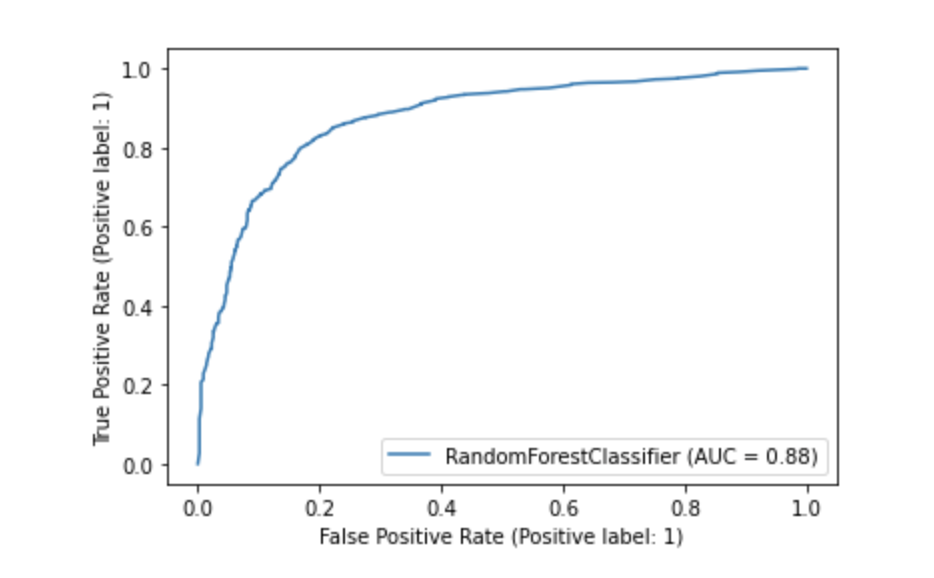 1.0
0.8
0.6
0.4
0.2
0.0
True Positive Rate (Positive label: 1)
RandomForestClassifier (AUC = 0.88)
0.0 0.2 0.4 0.6 0.8 1.0
False Positive Rate (Positive label: 1)